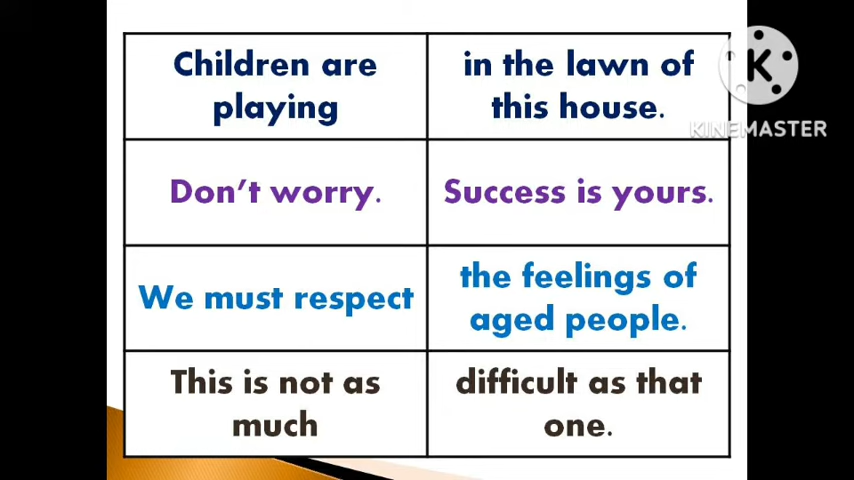 Children are
playing
in the lawn of
this house.
K
KINEMASTER
Don't worry.
Success is yours.
We must respect
the feelings of
aged people.
This is not as
much
difficult as that
one.